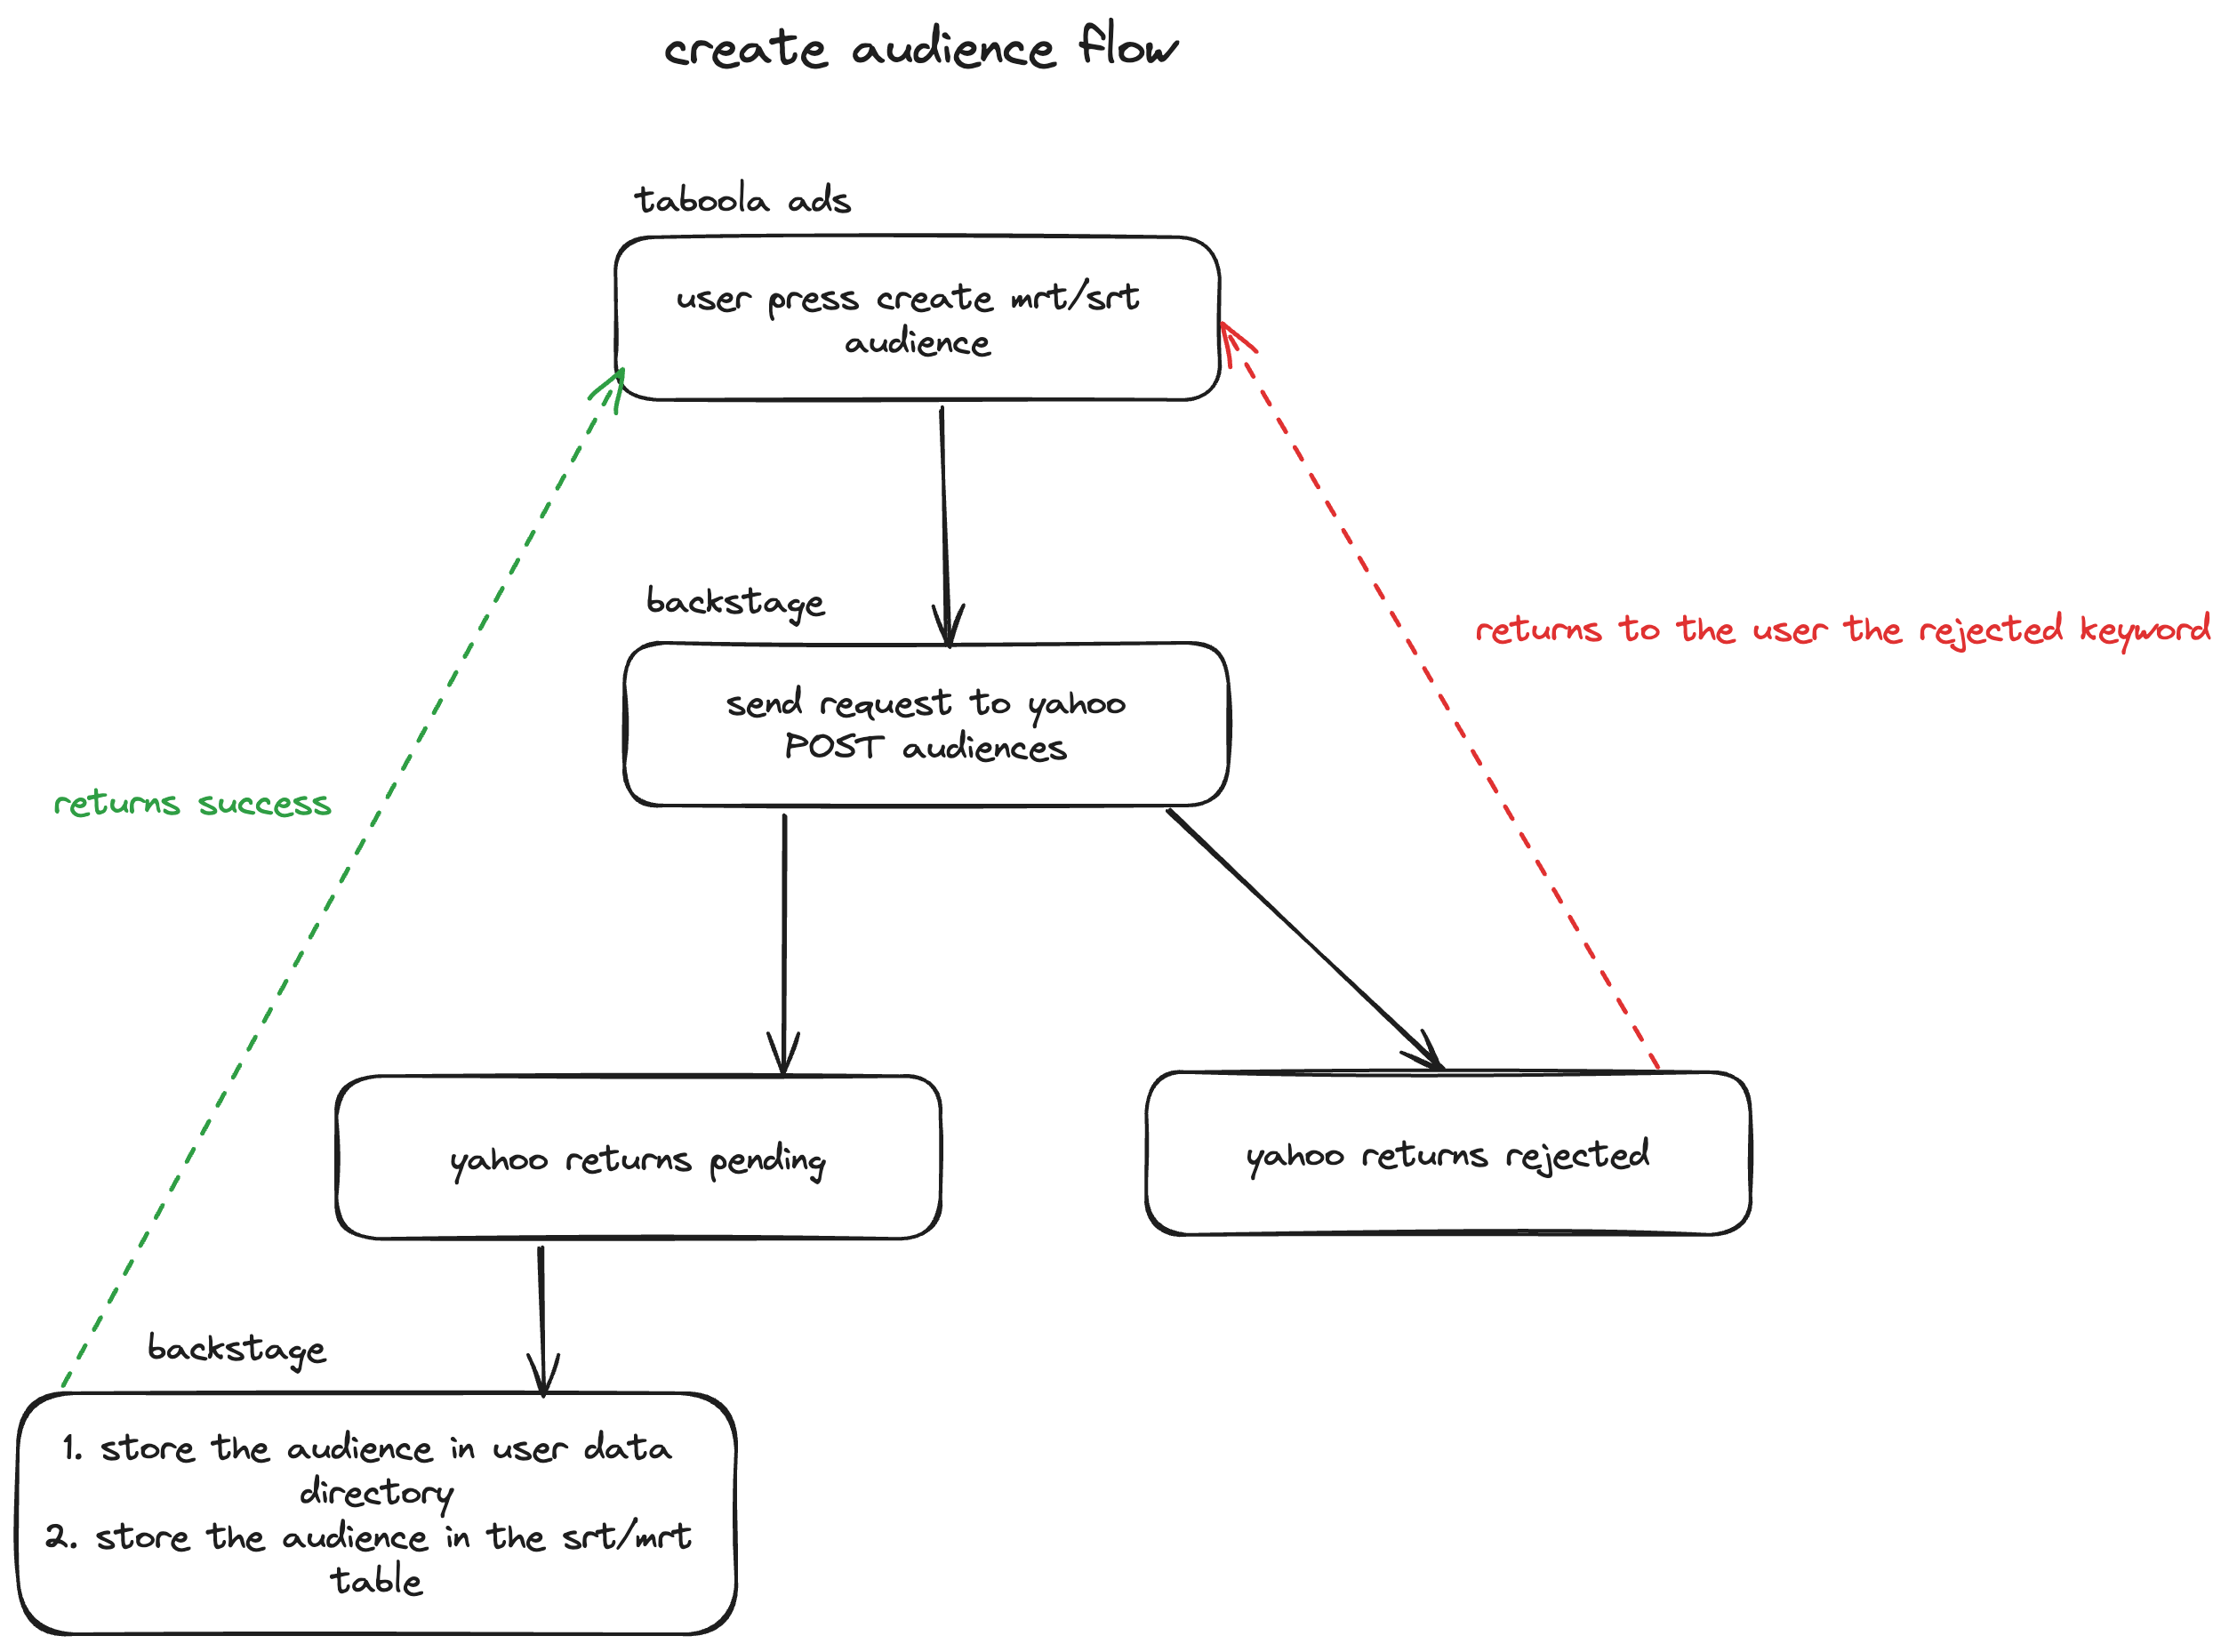 create audience flow
taboola ads
user press create mrt/srt
audience
backstage
send request to yahoo
POST audiences
returns to the user the rejected keyword
returns success
yahoo returns pending
yahoo returns rejected
backstage
1. store the audience in user data
directory
2. store the audience in the srt/mrt
table